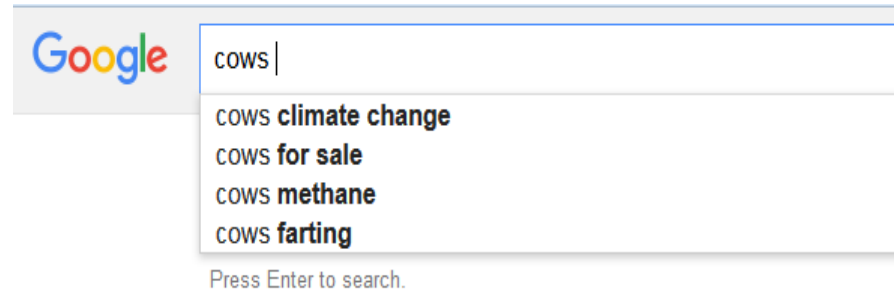 Google
cows
cows climate change
cows for sale
cows methane
cows farting
Press Enter to search.